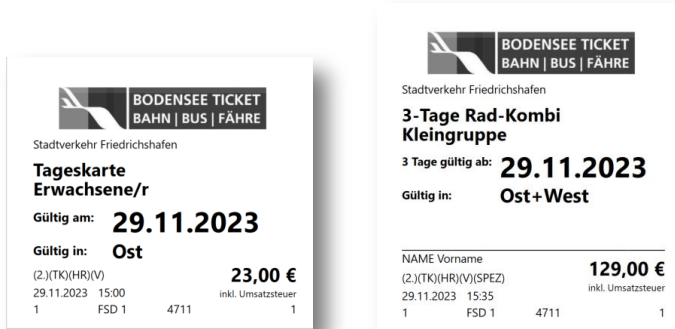 BODENSEE TICKET
BAHN | BUS | FÄHRE
Stadtverkehr Friedrichshafen
Tageskarte
Erwachsene/r
Gültig am: 29.11.2023
Gültig in: Ost
(2.)(TK)(HR)(V) 23,00 €
29.11.2023 15:00 inkl. Umsatzsteuer
1 FSD 1 4711 1
BODENSEE TICKET
BAHN | BUS | FÄHRE
Stadtverkehr Friedrichshafen
3-Tage Rad-Kombi
Kleingruppe
3 Tage gültig ab: 29.11.2023
Gültig in: Ost+West
NAME Vorname
(2.)(TK)(HR)(V)(SPEZ) 129,00 €
29.11.2023 15:35 inkl. Umsatzsteuer
1 FSD 1 4711 1